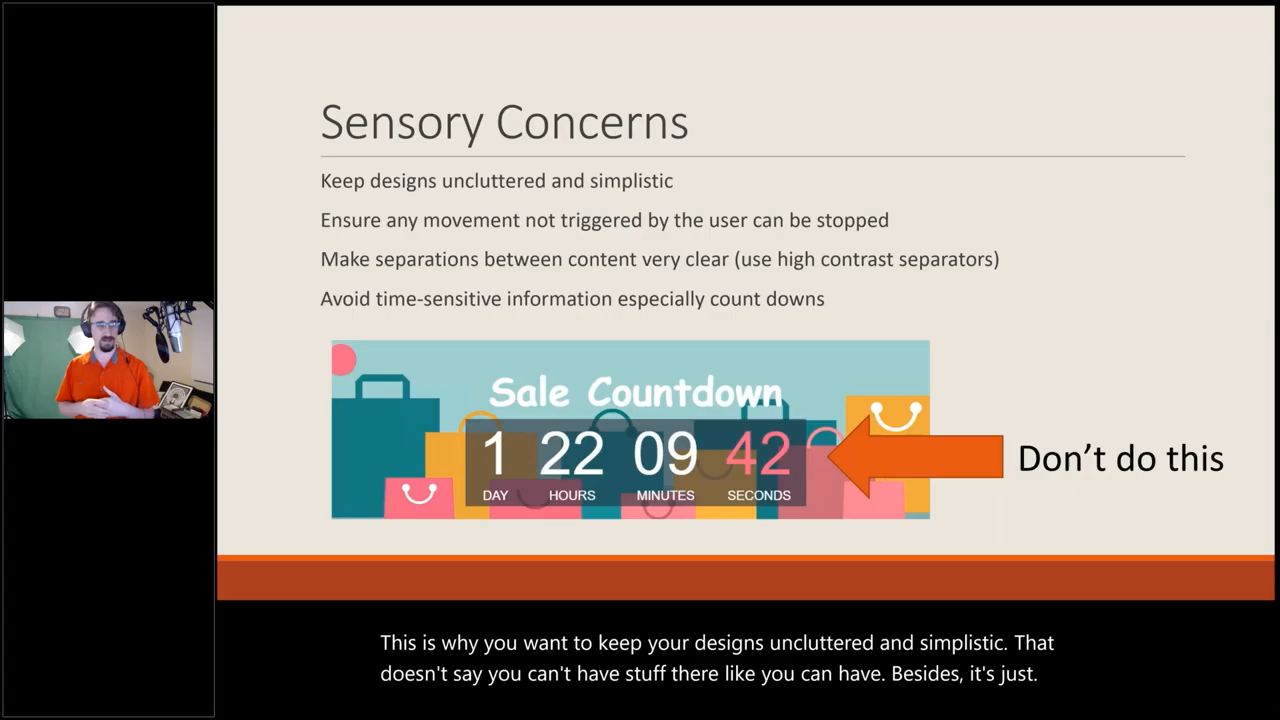 Sensory Concerns
Keep designs uncluttered and simplistic
Ensure any movement not triggered by the user can be stopped
Make separations between content very clear (use high contrast separators)
Avoid time-sensitive information especially count downs
Sale Countdown
1 22 09 42
DAY HOURS MINUTES SECONDS
Don’t do this
This is why you want to keep your designs uncluttered and simplistic. That
doesn't say you can't have stuff there like you can have. Besides, it's just.